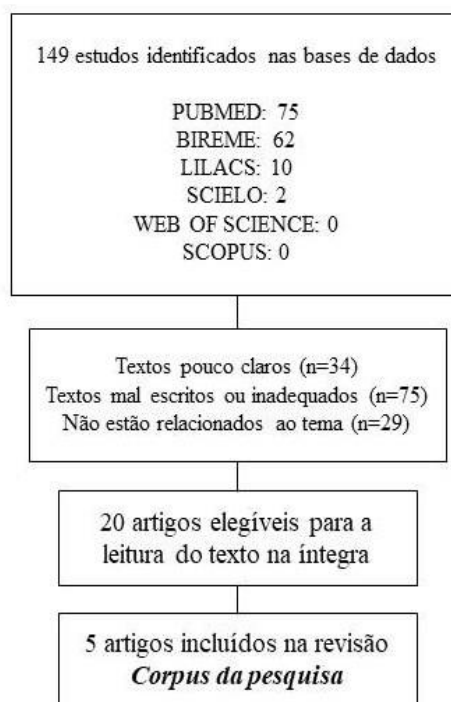 149 estudos identificados nas bases de dados
PUBMED: 75
BIREME: 62
LILACS: 10
SCIELO: 2
WEB OF SCIENCE: 0
SCOPUS: 0
Textos pouco claros (n=34)
Textos mal escritos ou inadequados (n=75)
Não estão relacionados ao tema (n=29)
20 artigos elegíveis para a
leitura do texto na íntegra
5 artigos incluídos na revisão
Corpus da pesquisa